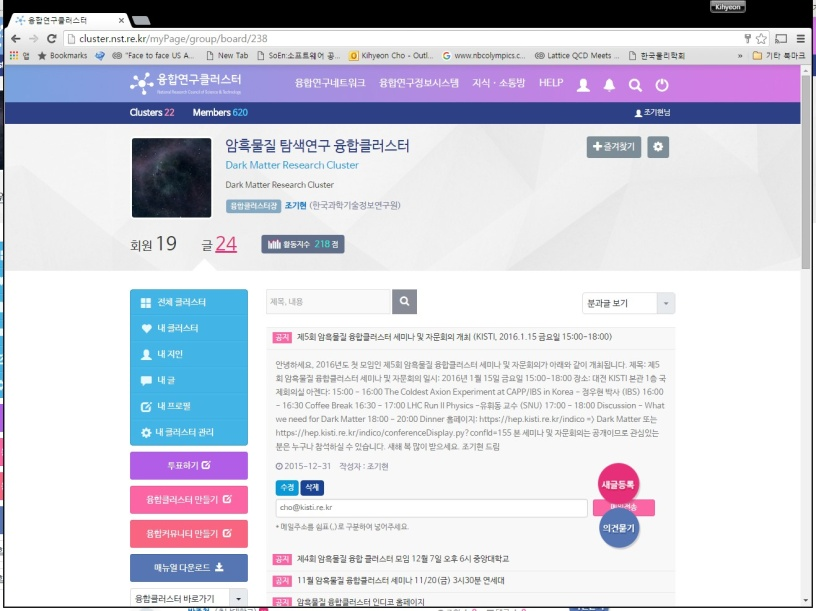 Kihyeon
융합연구클러스터
cluster.nst.re.kr/myPage/group/board/238
앱 Bookmarks "Face to face US A... New Tab SoEn:소프트웨어 공... Kihyeon Cho - Outl... www.nbcolympics.c... Lattice QCD Meets ... 한국물리학회 » 기타 북마크
융합연구클러스터
National Research Council of Science & Technology
융합연구네트워크 융합연구정보시스템 지식·소통방 HELP
Clusters 22 Members 620 조기현님
암흑물질 탐색연구 융합클러스터
Dark Matter Research Cluster
Dark Matter Research Cluster
융합클러스터장 조기현 (한국과학기술정보연구원)
즐겨찾기
회원 19 글 24 활동지수 218 점
전체 클러스터
내 클러스터
내 지인
내 글
내 프로필
내 클러스터 관리
투표하기
융합클러스터 만들기
융합커뮤니티 만들기
매뉴얼 다운로드
융합클러스터 바로가기
제목, 내용
분과글 보기
공지 제5회 암흑물질 융합클러스터 세미나 및 자문회의 개최 (KISTI, 2016.1.15 금요일 15:00-18:00)
안녕하세요, 2016년도 첫 모임인 제5회 암흑물질 융합클러스터 세미나 및 자문회의가 아래와 같이 개최됩니다. 제목: 제5
회 암흑물질 융합클러스터 세미나 및 자문회의 일시: 2016년 1월 15일 금요일 15:00-18:00 장소: 대전 KISTI 본관 1층 국
제회의실 아젠다: 15:00 - 16:00 The Coldest Axion Experiment at CAPP/IBS in Korea - 정우현 박사 (IBS) 16:00
- 16:30 Coffee Break 16:30 - 17:00 LHC Run II Physics -유휘동 교수 (SNU) 17:00 - 18:00 Discussion - What
we need for Dark Matter 18:00 - 20:00 Dinner 홈페이지: https://hep.kisti.re.kr/indico => Dark Matter 또는
https://hep.kisti.re.kr/indico/conferenceDisplay.py?confId=155 본 세미나 및 자문회의는 공개이므로 관심있는
분은 누구나 참석하실 수 있습니다. 새해 복 많이 받으세요. 조기현 드림
2015-12-31 작성자 : 조기현
수정 삭제
cho@kisti.re.kr
* 메일주소를 쉼표(,)로 구분하여 넣어주세요.
새글등록
의견묻기
공지 제4회 암흑물질 융합 클러스터 모임 12월 7일 오후 6시 중앙대학교
공지 11월 암흑물질 융합클러스터 세미나 11/20(금) 3시30분 연세대
공지 암흑물질 융합클러스터 인디코 홈페이지